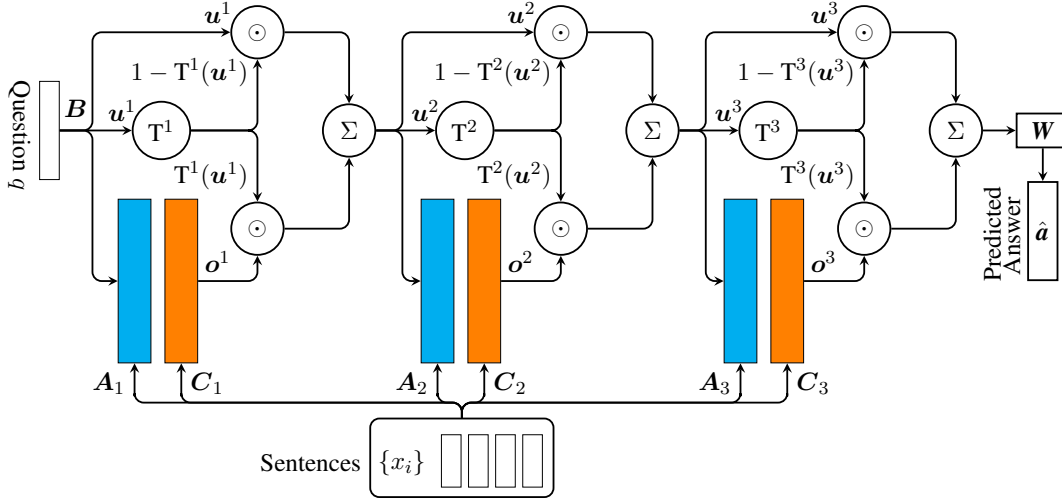 u¹ u² u³
⊙ ⊙ ⊙
1 − T¹(u¹) 1 − T²(u²) 1 − T³(u³)
Question q
B u¹ T¹ Σ u² T² Σ u³ T³ Σ W
T¹(u¹) T²(u²) T³(u³)
⊙ ⊙ ⊙
Predicted
Answer
â
o¹ o² o³
A₁ C₁ A₂ C₂ A₃ C₃
Sentences {xᵢ}